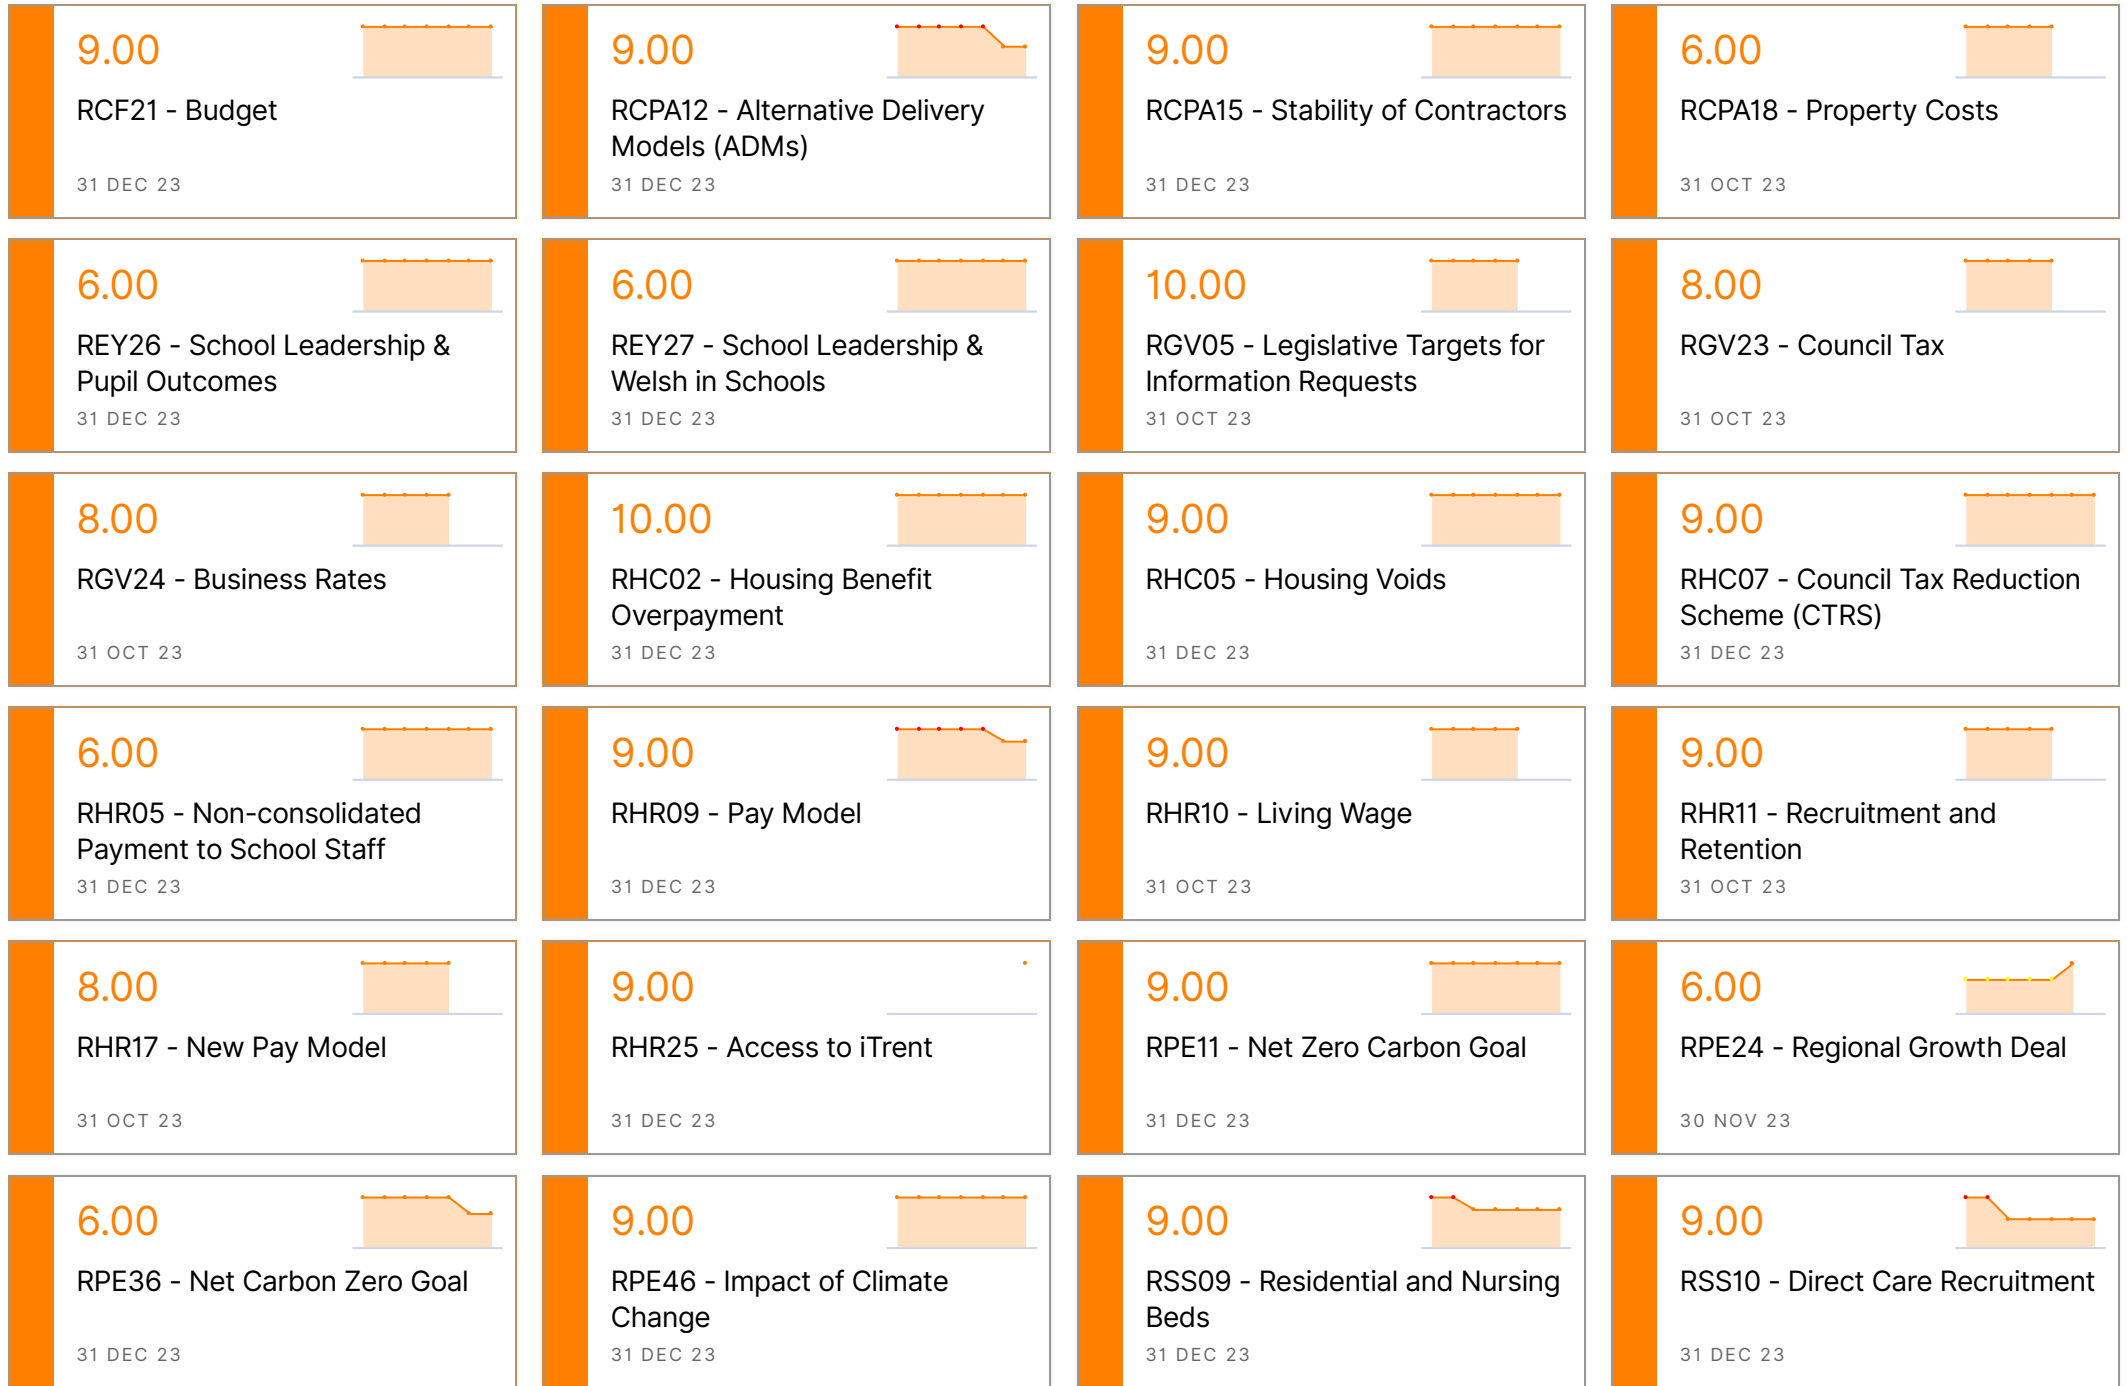 9.00
RCF21 - Budget
31 DEC 23
9.00
RCPA12 - Alternative Delivery
Models (ADMs)
31 DEC 23
9.00
RCPA15 - Stability of Contractors
31 DEC 23
6.00
RCPA18 - Property Costs
31 OCT 23
6.00
REY26 - School Leadership &
Pupil Outcomes
31 DEC 23
6.00
REY27 - School Leadership &
Welsh in Schools
31 DEC 23
10.00
RGV05 - Legislative Targets for
Information Requests
31 OCT 23
8.00
RGV23 - Council Tax
31 OCT 23
8.00
RGV24 - Business Rates
31 OCT 23
10.00
RHC02 - Housing Benefit
Overpayment
31 DEC 23
9.00
RHC05 - Housing Voids
31 DEC 23
9.00
RHC07 - Council Tax Reduction
Scheme (CTRS)
31 DEC 23
6.00
RHR05 - Non-consolidated
Payment to School Staff
31 DEC 23
9.00
RHR09 - Pay Model
31 DEC 23
9.00
RHR10 - Living Wage
31 OCT 23
9.00
RHR11 - Recruitment and
Retention
31 OCT 23
8.00
RHR17 - New Pay Model
31 OCT 23
9.00
RHR25 - Access to iTrent
31 DEC 23
9.00
RPE11 - Net Zero Carbon Goal
31 DEC 23
6.00
RPE24 - Regional Growth Deal
30 NOV 23
6.00
RPE36 - Net Carbon Zero Goal
31 DEC 23
9.00
RPE46 - Impact of Climate
Change
31 DEC 23
9.00
RSS09 - Residential and Nursing
Beds
31 DEC 23
9.00
RSS10 - Direct Care Recruitment
31 DEC 23